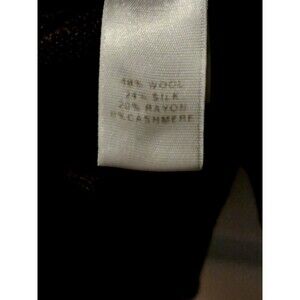 48% WOOL
24% SILK
20% RAYON
8% CASHMERE